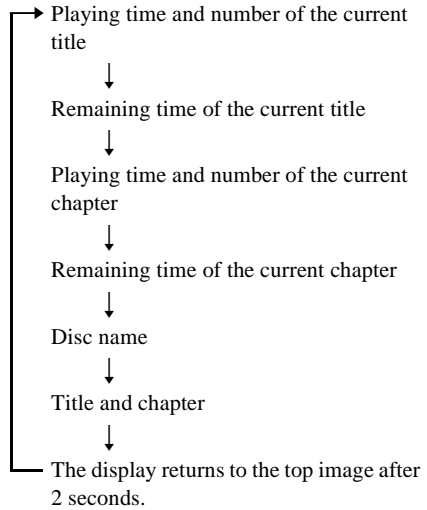 Playing time and number of the current
title
Remaining time of the current title
Playing time and number of the current
chapter
Remaining time of the current chapter
Disc name
Title and chapter
The display returns to the top image after
2 seconds.